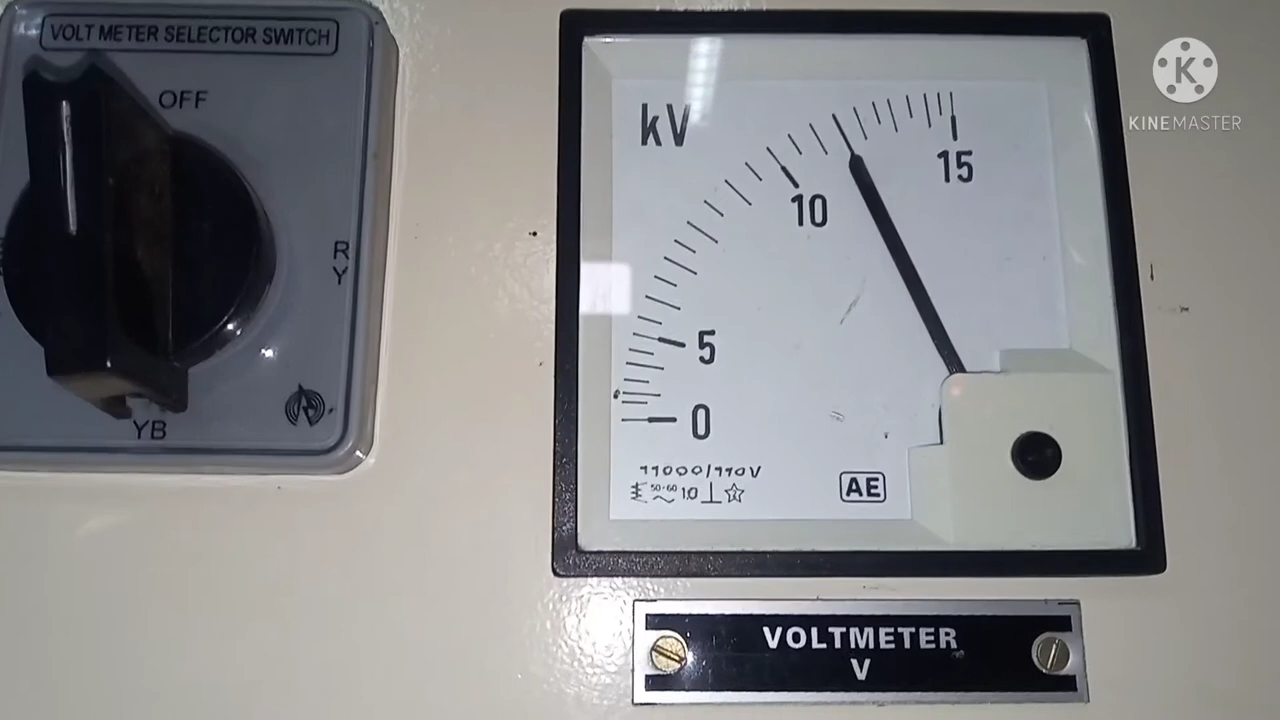 VOLT METER SELECTOR SWITCH
OFF
R
Y
YB
kV
15
10
5
0
11000/110V
50-60 1.0
AE
VOLTMETER
V
K
KINEMASTER